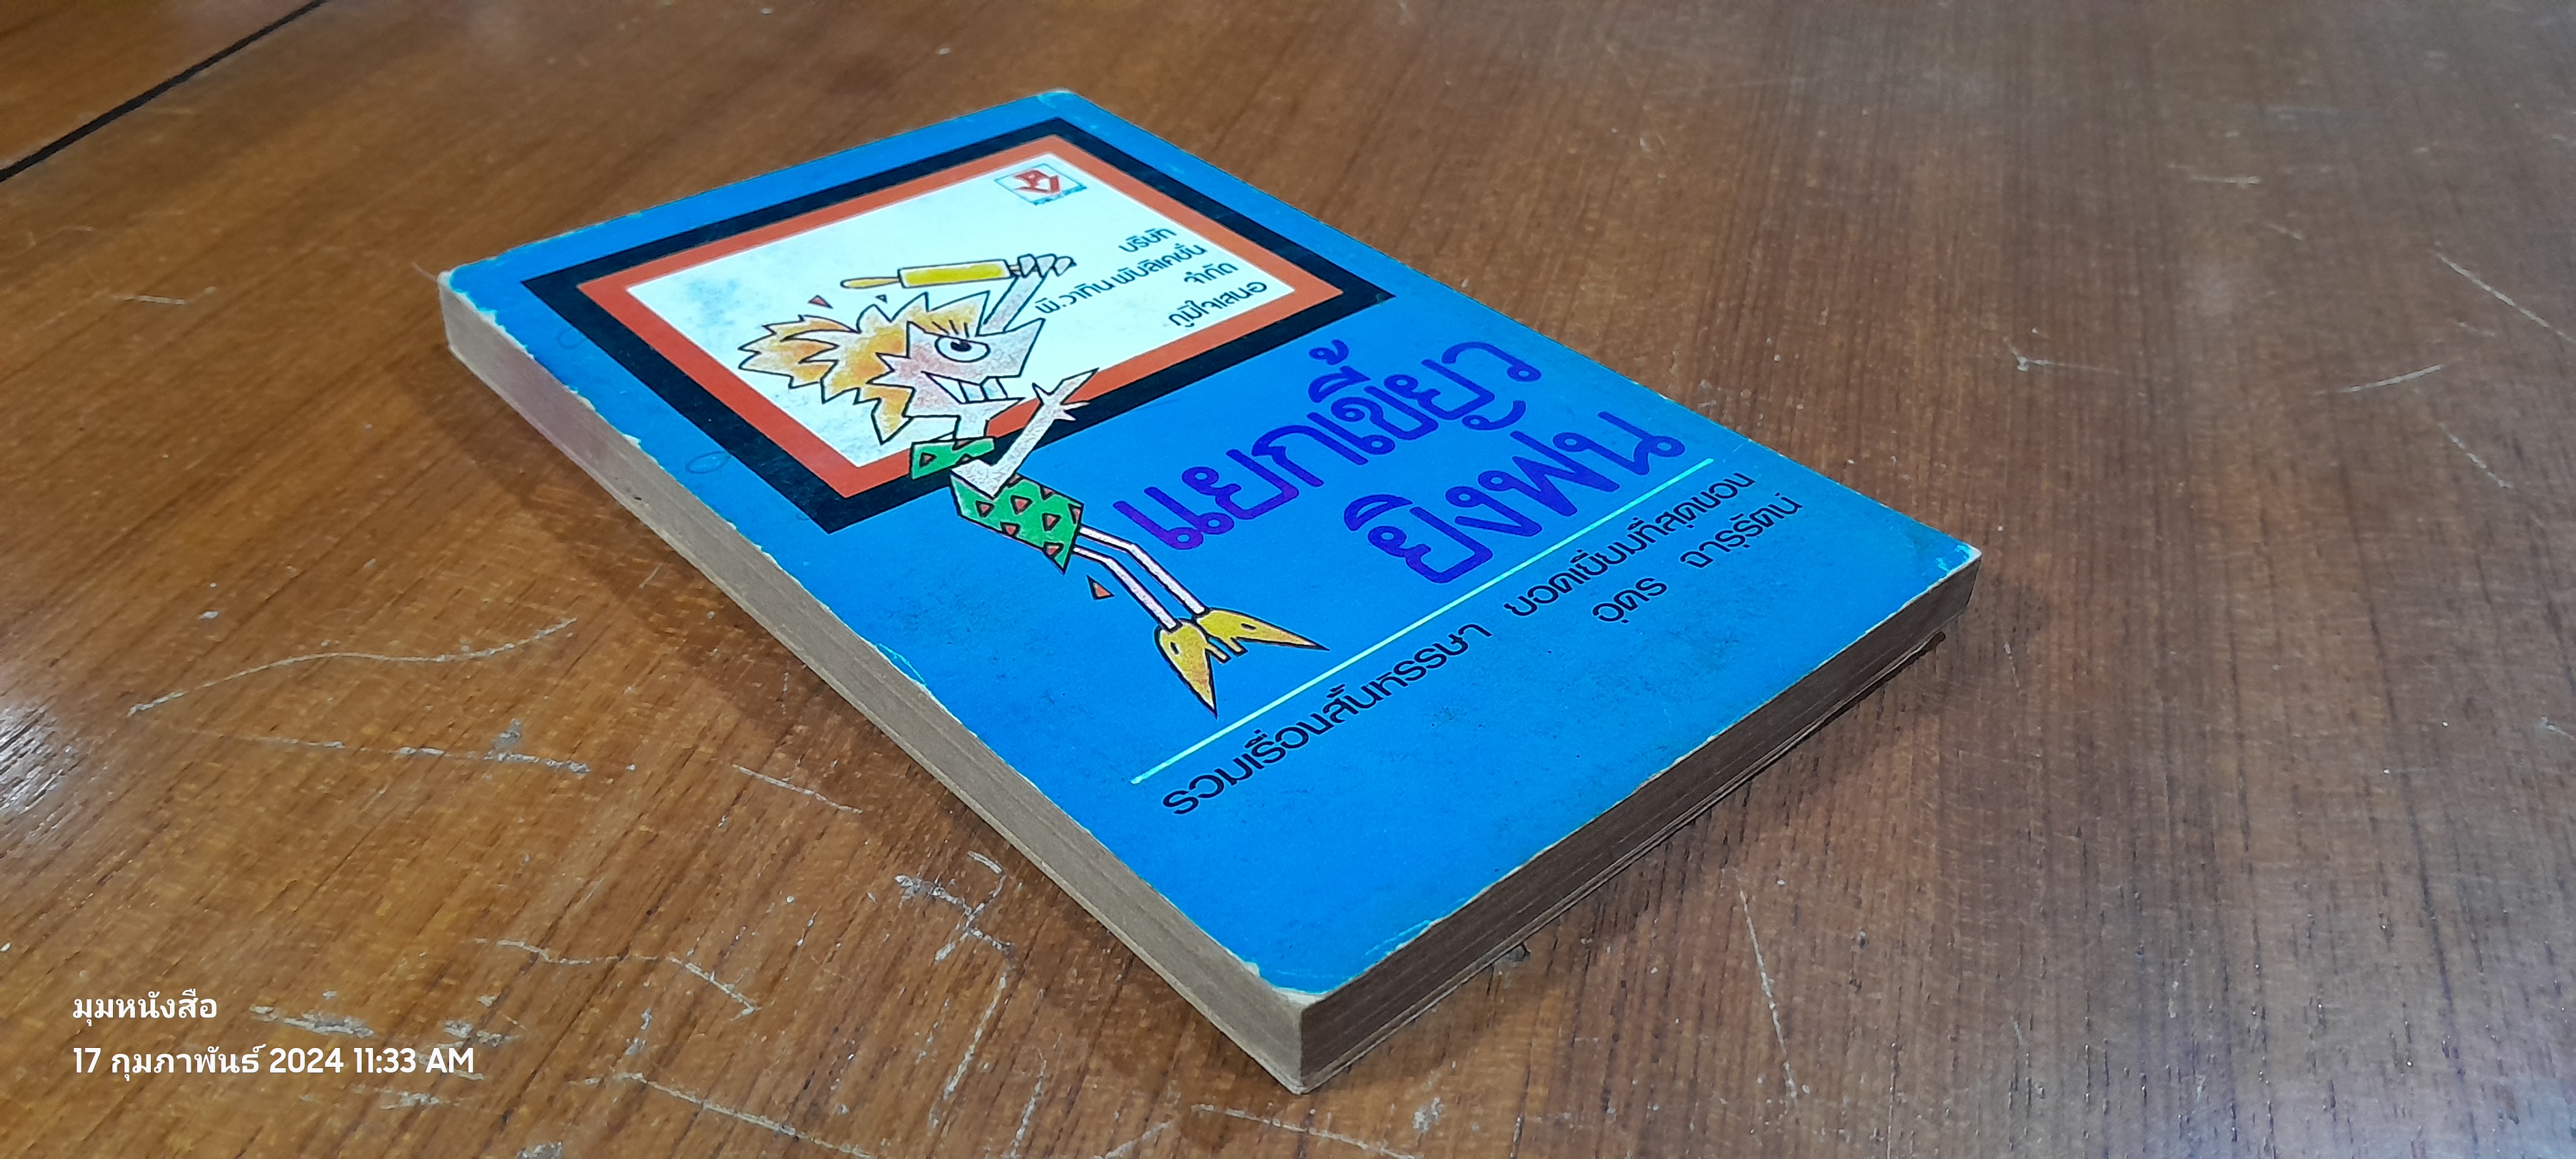 บริษัท
พี.วาทิน พับลิเคชั่น
จำกัด
ภูมิใจเสนอ
แยกเขี้ยว
ยิงฟัน
รวมเรื่องสั้นหรรษา ยอดเยี่ยมที่สุดของ
อุดร จารุรัตน์
มุมหนังสือ
17 กุมภาพันธ์ 2024 11:33 AM